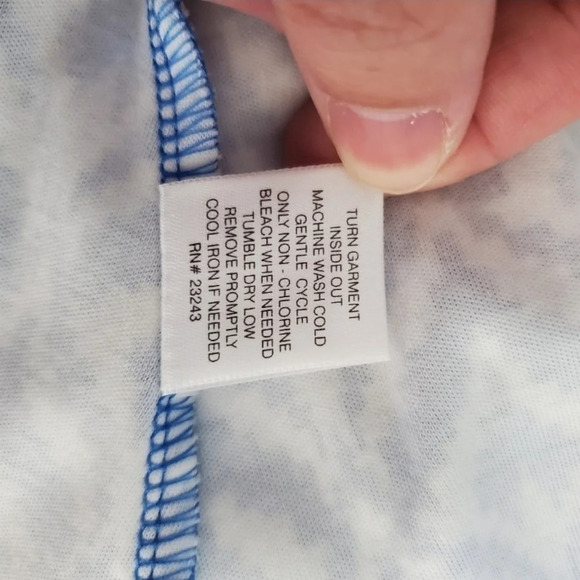 TURN GARMENT
INSIDE OUT
MACHINE WASH COLD
GENTLE CYCLE
ONLY NON - CHLORINE
BLEACH WHEN NEEDED
TUMBLE DRY LOW
REMOVE PROMPTLY
COOL IRON IF NEEDED
RN# 23243